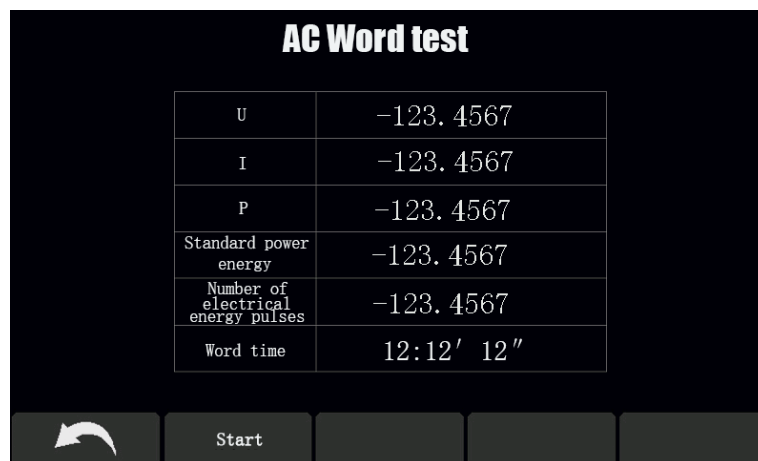 AC Word test
U -123.4567
I -123.4567
P -123.4567
Standard power
energy -123.4567
Number of
electrical
energy pulses -123.4567
Word time 12:12′ 12″
Start